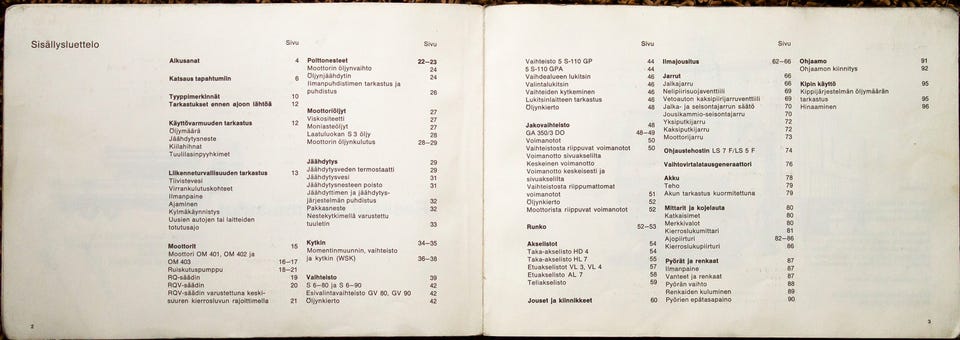 Sisällysluettelo
Sivu
Alkusanat 4
Katsaus tapahtumiin 6
Tyyppimerkinnät 10
Tarkastukset ennen ajoon lähtöä 12
Käyttövarmuuden tarkastus 12
Öljymäärä
Jäähdytysneste
Kiilahihnat
Tuulilasinpyyhkimet
Liikenneturvallisuuden tarkastus 13
Tiivistevesi
Virrankulutuskohteet
Ilmanpaine
Ajaminen
Kylmäkäynnistys
Uusien autojen tai laitteiden
totutusajo
Moottorit 15
Moottori OM 401, OM 402 ja
OM 403 16–17
Ruiskutuspumppu 18–21
RQ-säädin 19
RQV-säädin 20
RQV-säädin varustettuna keski-
suuren kierrosluvun rajoittimella 21
2
Sivu
Polttonesteet 22–23
Moottorin öljynvaihto 24
Öljynjäähdytin 24
Ilmanpuhdistimen tarkastus ja
puhdistus 26
Moottoriöljyt 27
Viskositeetti 27
Moniasteöljyt 27
Laatuluokan S 3 öljy 28
Moottorin öljynkulutus 28–29
Jäähdytys 29
Jäähdytysveden termostaatti 29
Jäähdytysvesi 31
Jäähdytysnesteen poisto 31
Jäähdyttimen ja jäähdytys-
järjestelmän puhdistus 32
Pakkasneste 32
Nestekytkimellä varustettu
tuuletin 33
Kytkin 34–35
Momentinmuunnin, vaihteisto
ja kytkin (WSK) 36–38
Vaihteisto 39
S 6–80 ja S 6–90 42
Esivalintavaihteisto GV 80, GV 90 42
Öljynkierto 42
Sivu
Vaihteisto 5 S-110 GP 44
5 S-110 GPA 44
Vaihdealueen lukitsin 46
Valintalukitsin 46
Vaihteiden kytkeminen 46
Lukitsinlaitteen tarkastus 46
Öljynkierto 48
Jakovaihteisto 48
GA 350/3 DO 48–49
Voimanotot 50
Vaihteistosta riippuvat voimanotot 50
Voimanotto sivuakselilta
Keskeinen voimanotto
Voimanotto keskeisesti ja
sivuakselilta
Vaihteistosta riippumattomat
voimanotot 51
Öljynkierto 52
Moottorista riippuvat voimanotot 52
Runko 52–53
Akselistot 54
Taka-akselisto HD 4 54
Taka-akselisto HL 7 55
Etuakselistot VL 3, VL 4 57
Etuakselisto AL 7 58
Teliakselisto 59
Jouset ja kiinnikkeet 60
Sivu
Ilmajousitus 62–66
Jarrut 66
Jalkajarru 66
Nelipiirisuojaventtiili 69
Vetoauton kaksipiirijarruventtiili 69
Jalka- ja seisontajarrun säätö 70
Jousikammio-seisontajarru 70
Yksiputkijarru 72
Kaksiputkijarru 72
Moottorijarru 73
Ohjaustehostin LS 7 F/LS 5 F 74
Vaihtovirtalatausgeneraattori 76
Akku 78
Teho 79
Akun tarkastus kuormitettuna 79
Mittarit ja kojelauta 80
Katkaisimet 80
Merkkivalot 80
Kierroslukumittari 81
Ajopiirturi 82–86
Kierroslukupiirturi 86
Pyörät ja renkaat 87
Ilmanpaine 87
Vanteet ja renkaat 87
Pyörän vaihto 88
Renkaiden kuluminen 89
Pyörien epätasapaino 90
Ohjaamo 91
Ohjaamon kiinnitys 92
Kipin käyttö 95
Kippijärjestelmän öljymäärän
tarkastus 95
Hinaaminen 96
3